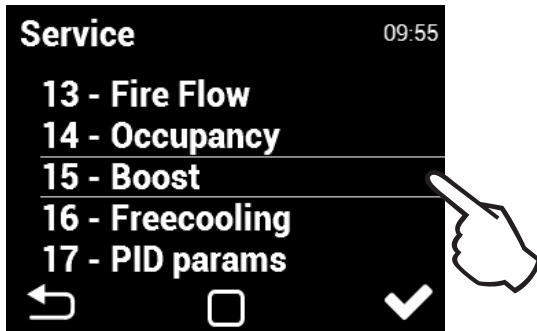 Service 09:55
13 - Fire Flow
14 - Occupancy
15 - Boost
16 - Freecooling
17 - PID params